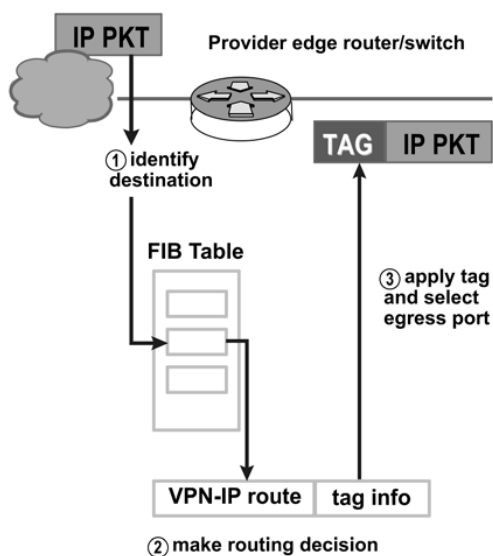 IP PKT
Provider edge router/switch
TAG IP PKT
① identify
destination
FIB Table
③ apply tag
and select
egress port
VPN-IP route tag info
② make routing decision